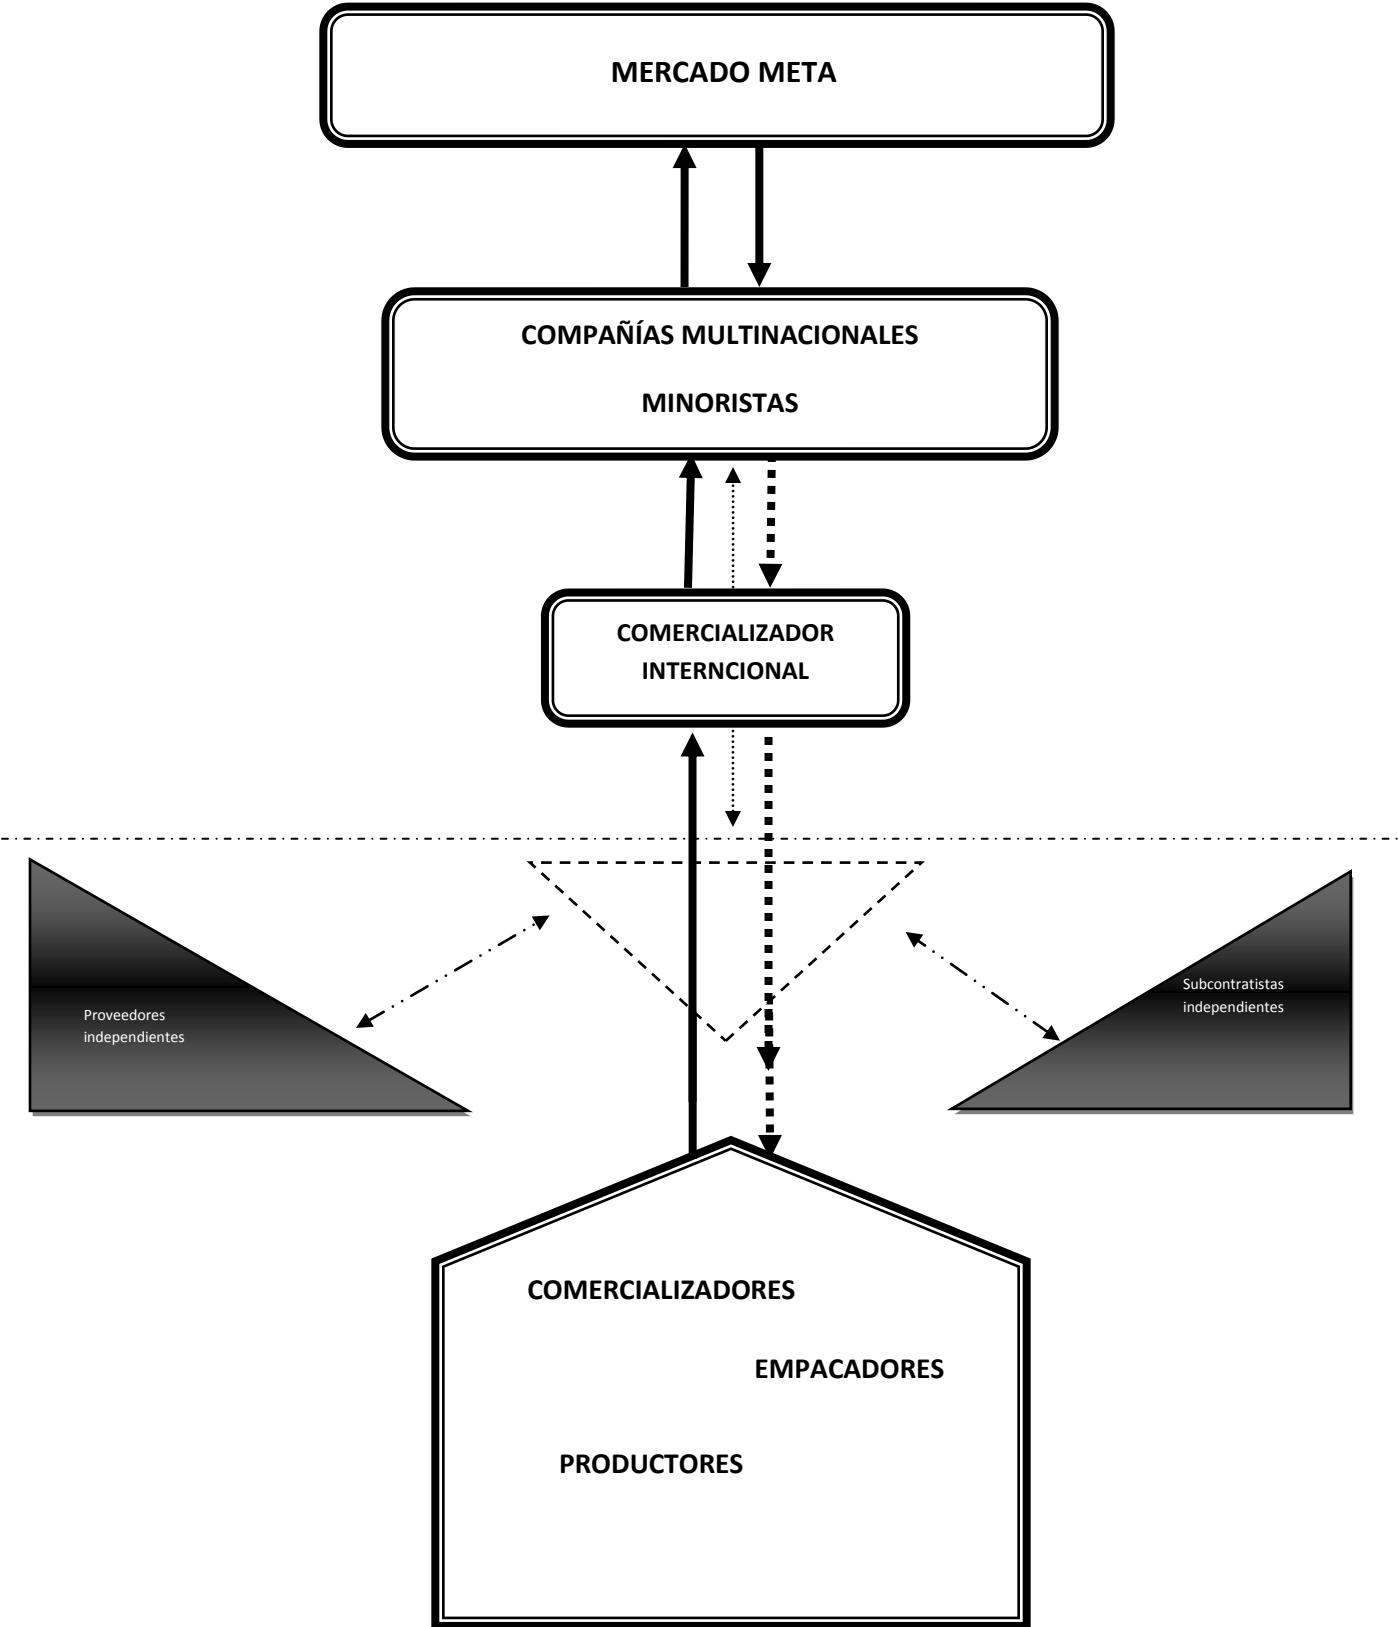 MERCADO META
COMPAÑÍAS MULTINACIONALES
MINORISTAS
COMERCIALIZADOR
INTERNCIONAL
Proveedores
independientes
Subcontratistas
independientes
COMERCIALIZADORES
EMPACADORES
PRODUCTORES